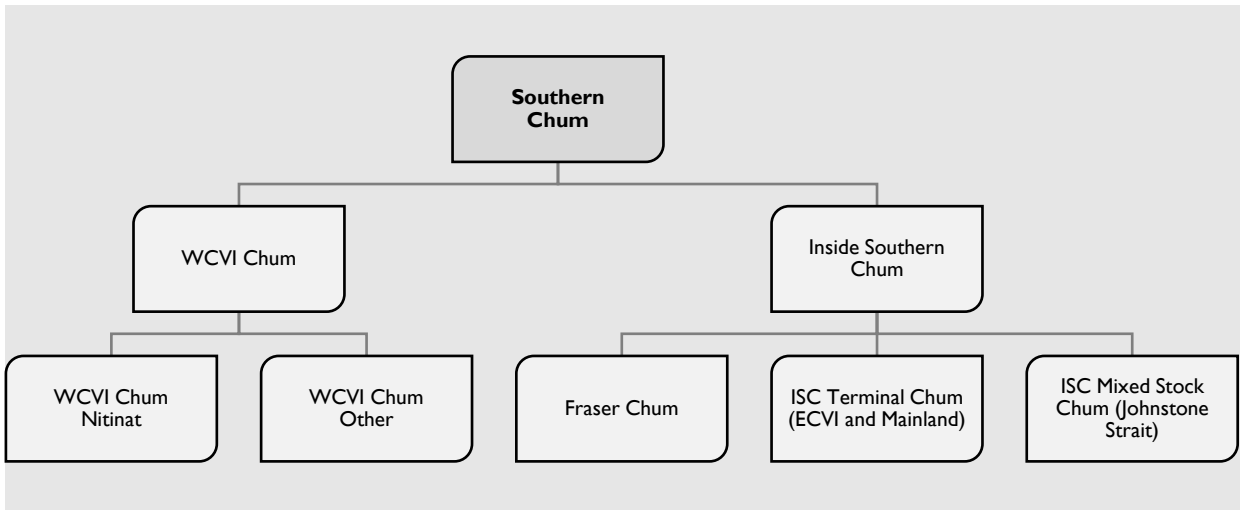 Southern
Chum
WCVI Chum
Inside Southern
Chum
WCVI Chum
Nitinat
WCVI Chum
Other
Fraser Chum
ISC Terminal Chum
(ECVI and Mainland)
ISC Mixed Stock
Chum (Johnstone
Strait)